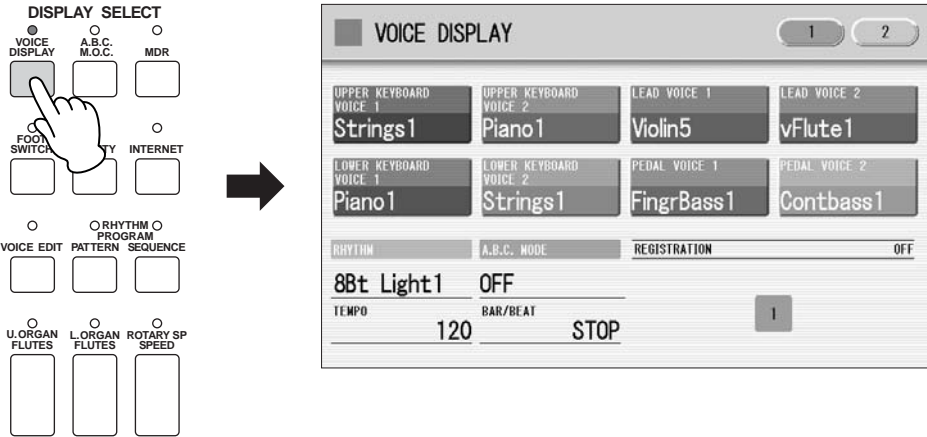 DISPLAY SELECT
VOICE DISPLAY
A.B.C. M.O.C.
MDR
FOOT SWITCH
TY
INTERNET
RHYTHM PROGRAM
VOICE EDIT
PATTERN
SEQUENCE
U. ORGAN FLUTES
L. ORGAN FLUTES
ROTARY SP SPEED
VOICE DISPLAY
1
2
UPPER KEYBOARD VOICE 1
Strings1
UPPER KEYBOARD VOICE 2
Piano1
LEAD VOICE 1
Violin5
LEAD VOICE 2
vFlute1
LOWER KEYBOARD VOICE 1
Piano1
LOWER KEYBOARD VOICE 2
Strings1
PEDAL VOICE 1
FingrBass1
PEDAL VOICE 2
Contbass1
RHYTHM
8Bt Light1
A.B.C. MODE
OFF
REGISTRATION
OFF
TEMPO
120
BAR/BEAT
STOP
1